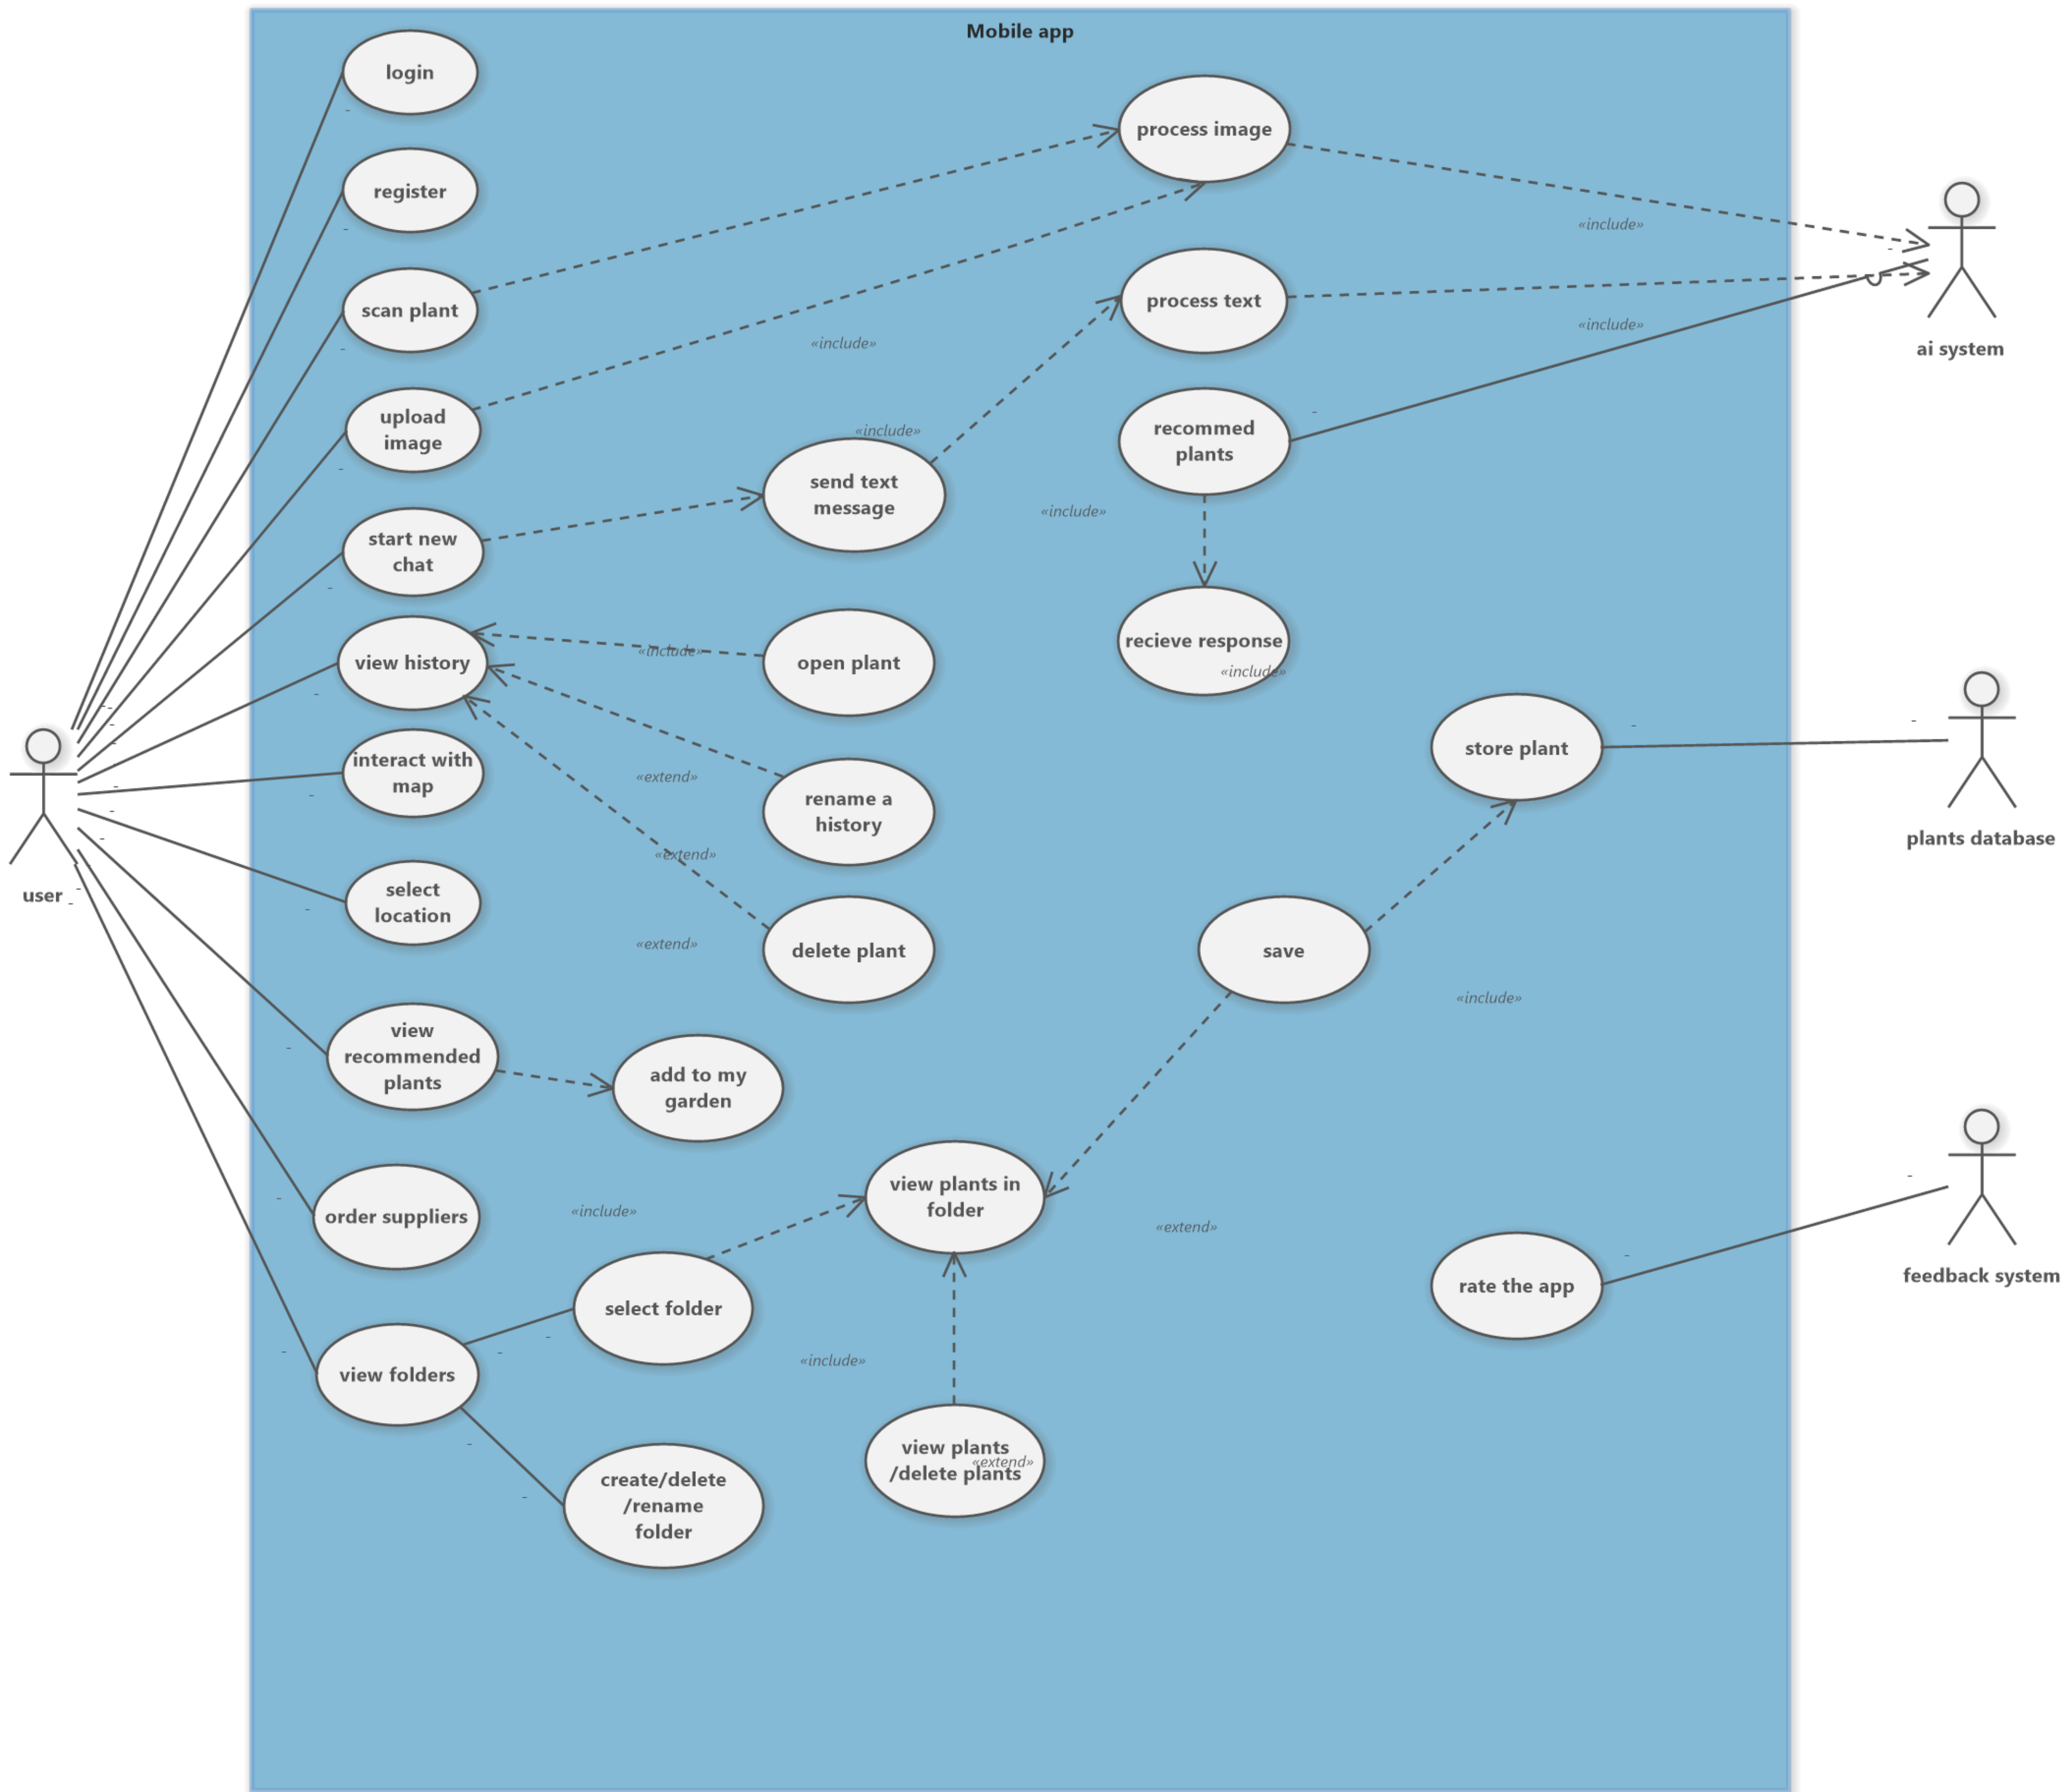 Mobile app
login
process image
register
«include»
scan plant
process text
«include»
«include»
ai system
upload
image
recommed
plants
«include»
send text
message
«include»
start new
chat
recieve response
«include»
view history
«include»
open plant
store plant
interact with
map
«extend»
rename a
history
plants database
«extend»
user
select
location
«extend»
delete plant
save
«include»
view
recommended
plants
add to my
garden
order suppliers
«include»
view plants in
folder
«extend»
select folder
rate the app
feedback system
view folders
«include»
view plants
/delete plants
«extend»
create/delete
/rename
folder